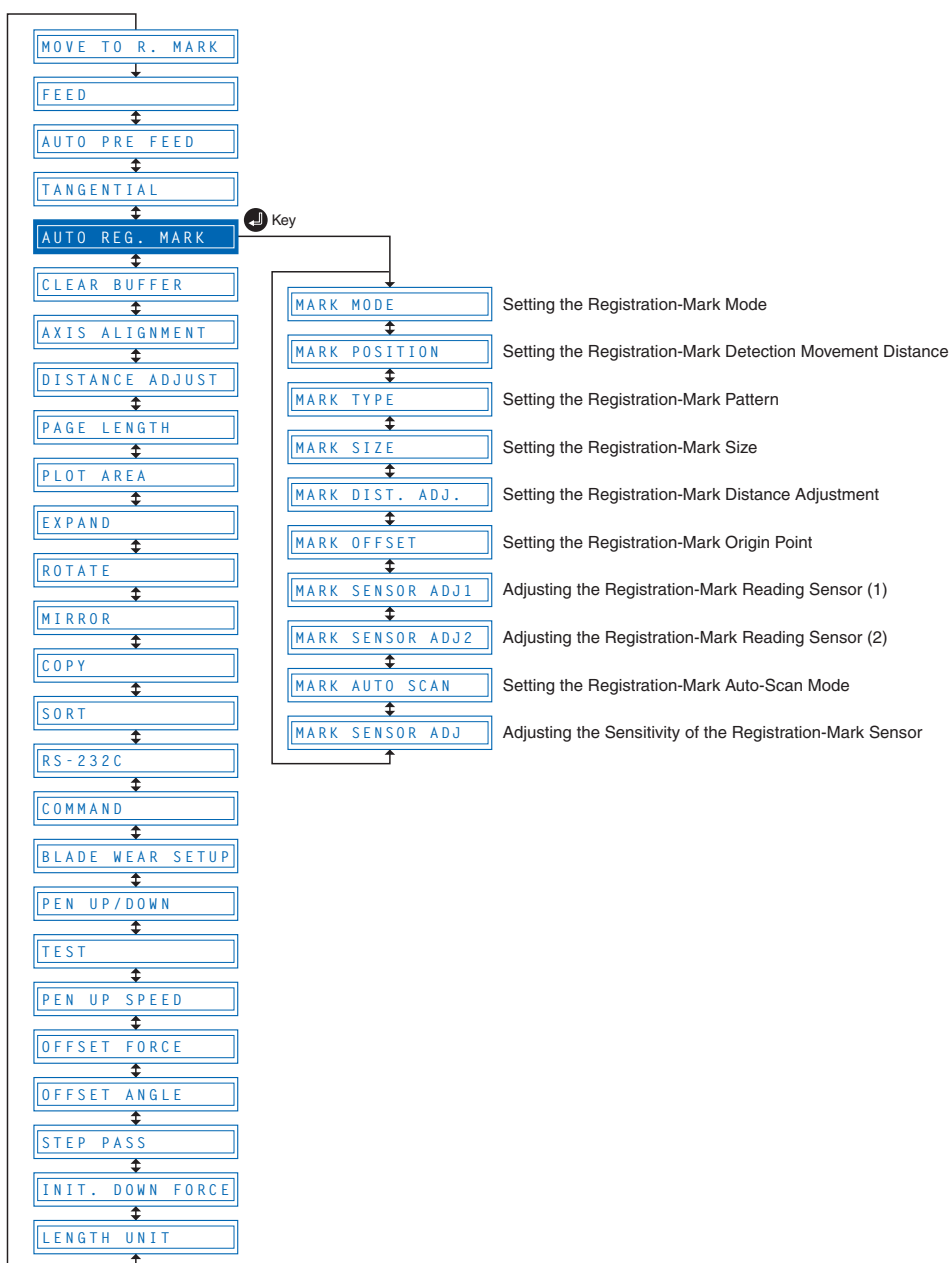 MOVE TO R. MARK
FEED
AUTO PRE FEED
TANGENTIAL
AUTO REG. MARK
Key
CLEAR BUFFER
AXIS ALIGNMENT
DISTANCE ADJUST
PAGE LENGTH
PLOT AREA
EXPAND
ROTATE
MIRROR
COPY
SORT
RS-232C
COMMAND
BLADE WEAR SETUP
PEN UP/DOWN
TEST
PEN UP SPEED
OFFSET FORCE
OFFSET ANGLE
STEP PASS
INIT. DOWN FORCE
LENGTH UNIT
MARK MODE Setting the Registration-Mark Mode
MARK POSITION Setting the Registration-Mark Detection Movement Distance
MARK TYPE Setting the Registration-Mark Pattern
MARK SIZE Setting the Registration-Mark Size
MARK DIST. ADJ. Setting the Registration-Mark Distance Adjustment
MARK OFFSET Setting the Registration-Mark Origin Point
MARK SENSOR ADJ1 Adjusting the Registration-Mark Reading Sensor (1)
MARK SENSOR ADJ2 Adjusting the Registration-Mark Reading Sensor (2)
MARK AUTO SCAN Setting the Registration-Mark Auto-Scan Mode
MARK SENSOR ADJ Adjusting the Sensitivity of the Registration-Mark Sensor